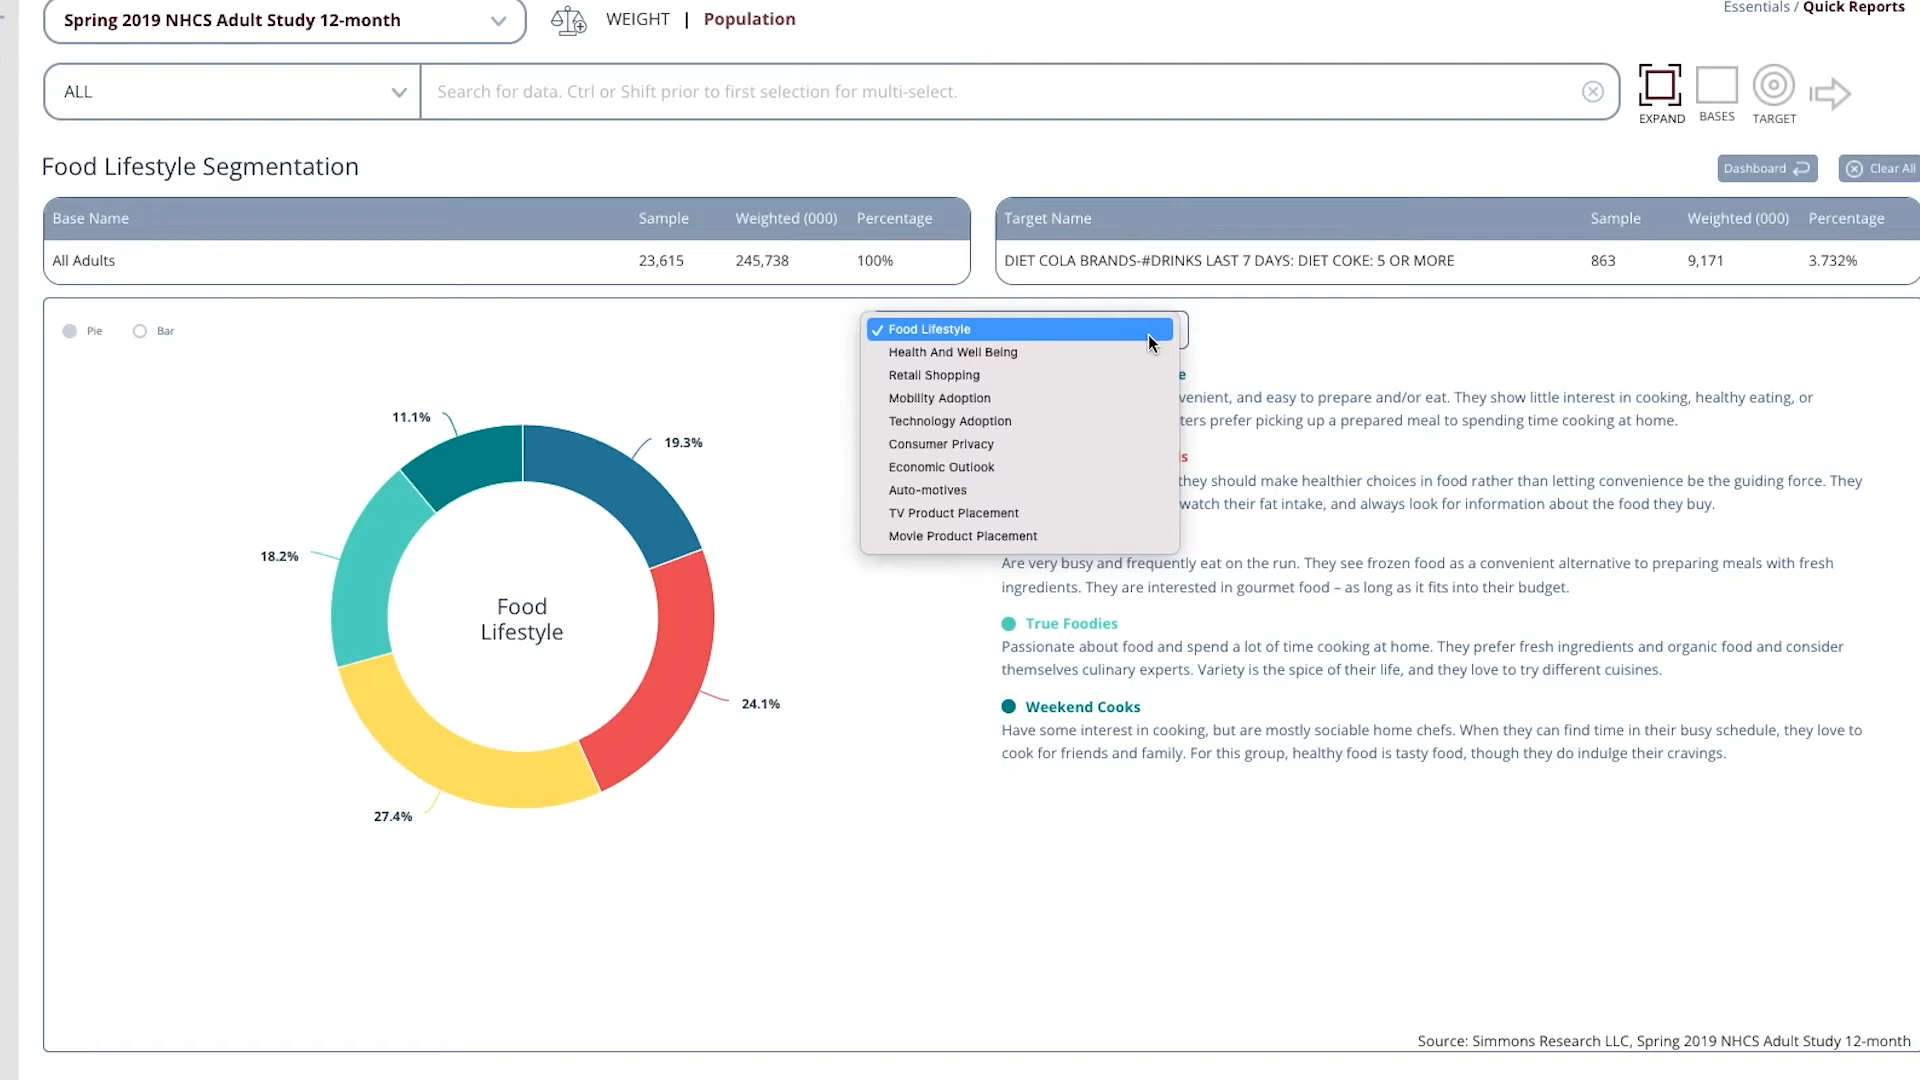 Spring 2019 NHCS Adult Study 12-month
WEIGHT | Population
Essentials / Quick Reports
ALL
Search for data. Ctrl or Shift prior to first selection for multi-select.
EXPAND
BASES
TARGET
Food Lifestyle Segmentation
Dashboard
Clear All
Base Name Sample Weighted (000) Percentage
All Adults 23,615 245,738 100%
Target Name Sample Weighted (000) Percentage
DIET COLA BRANDS-#DRINKS LAST 7 DAYS: DIET COKE: 5 OR MORE 863 9,171 3.732%
Pie
Bar
11.1%
19.3%
18.2%
24.1%
27.4%
Food
Lifestyle
✓ Food Lifestyle
Health And Well Being
Retail Shopping
Mobility Adoption
Technology Adoption
Consumer Privacy
Economic Outlook
Auto-motives
TV Product Placement
Movie Product Placement
and easy to prepare and/or eat. They show little interest in cooking, healthy eating, or
prefer picking up a prepared meal to spending time cooking at home.
they should make healthier choices in food rather than letting convenience be the guiding force. They
watch their fat intake, and always look for information about the food they buy.
Are very busy and frequently eat on the run. They see frozen food as a convenient alternative to preparing meals with fresh
ingredients. They are interested in gourmet food – as long as it fits into their budget.
True Foodies
Passionate about food and spend a lot of time cooking at home. They prefer fresh ingredients and organic food and consider
themselves culinary experts. Variety is the spice of their life, and they love to try different cuisines.
Weekend Cooks
Have some interest in cooking, but are mostly sociable home chefs. When they can find time in their busy schedule, they love to
cook for friends and family. For this group, healthy food is tasty food, though they do indulge their cravings.
Source: Simmons Research LLC, Spring 2019 NHCS Adult Study 12-month